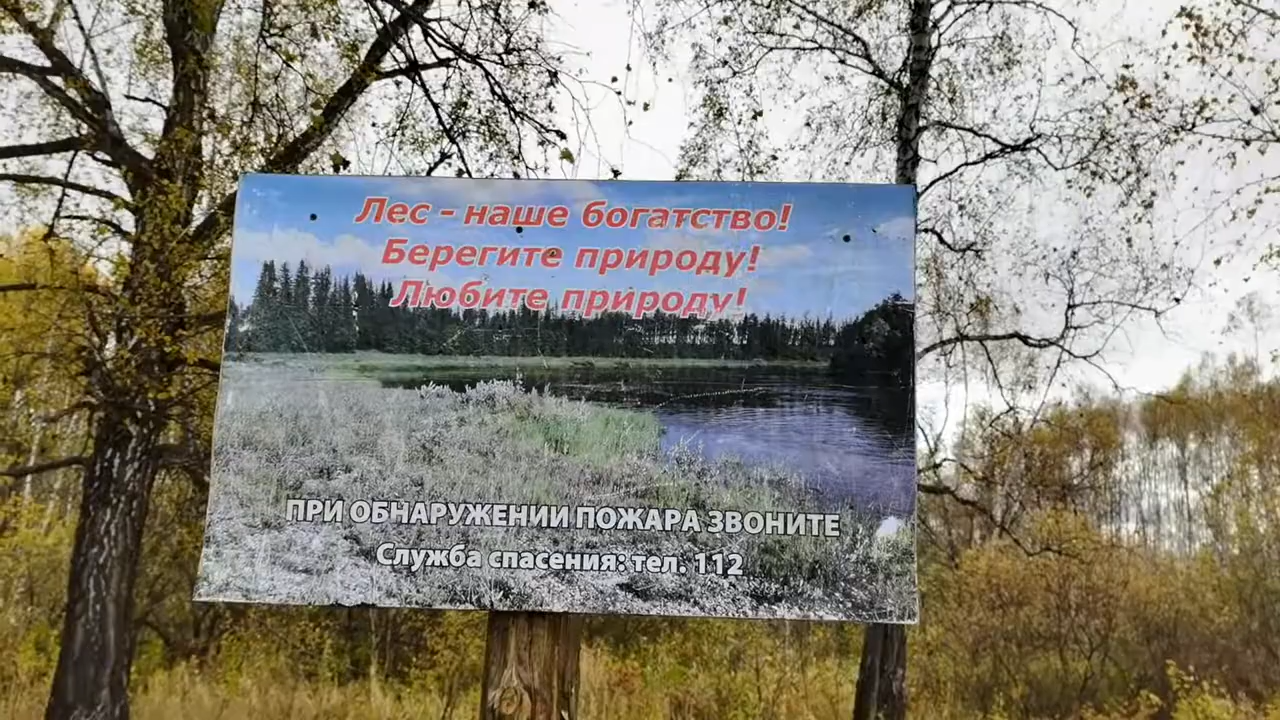 Лес - наше богатство!
Берегите природу!
Любите природу!
ПРИ ОБНАРУЖЕНИИ ПОЖАРА ЗВОНИТЕ
Служба спасения: тел. 112